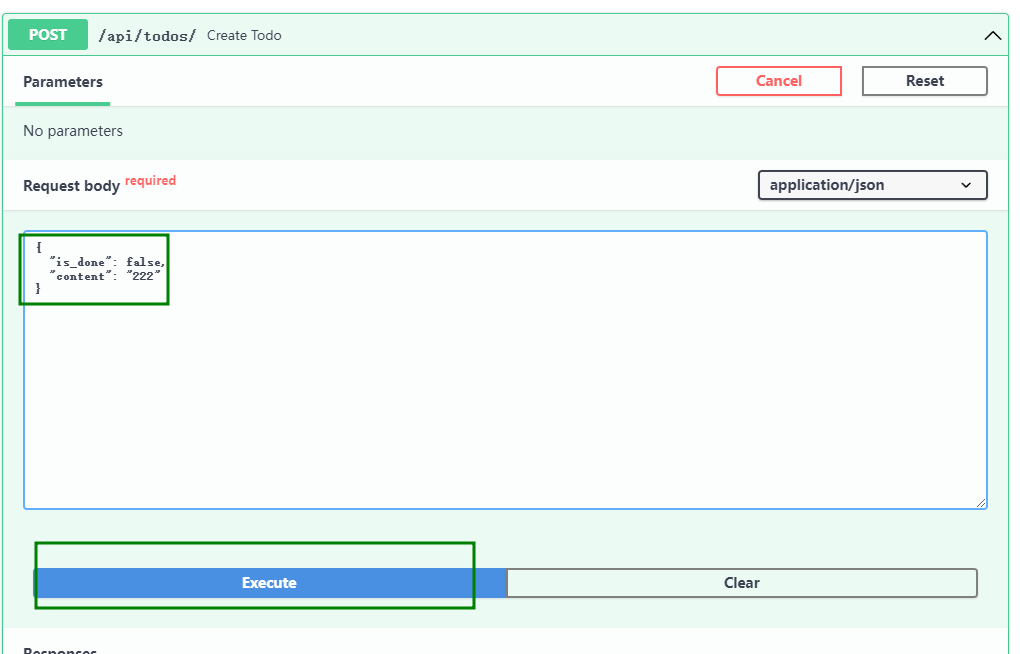 POST /api/todos/ Create Todo
Parameters Cancel Reset
No parameters
Request body required application/json
{
"is_done": false,
"content": "222"
}
Execute Clear
Responses